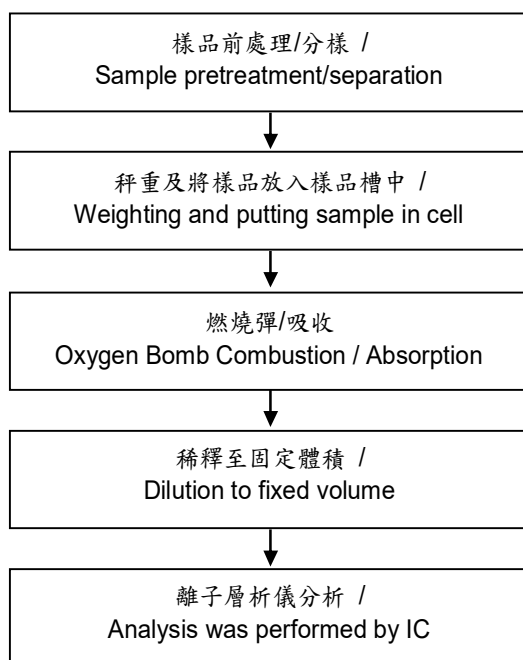 樣品前處理/分樣 /
Sample pretreatment/separation
秤重及將樣品放入樣品槽中 /
Weighting and putting sample in cell
燃燒彈/吸收
Oxygen Bomb Combustion / Absorption
稀釋至固定體積 /
Dilution to fixed volume
離子層析儀分析 /
Analysis was performed by IC